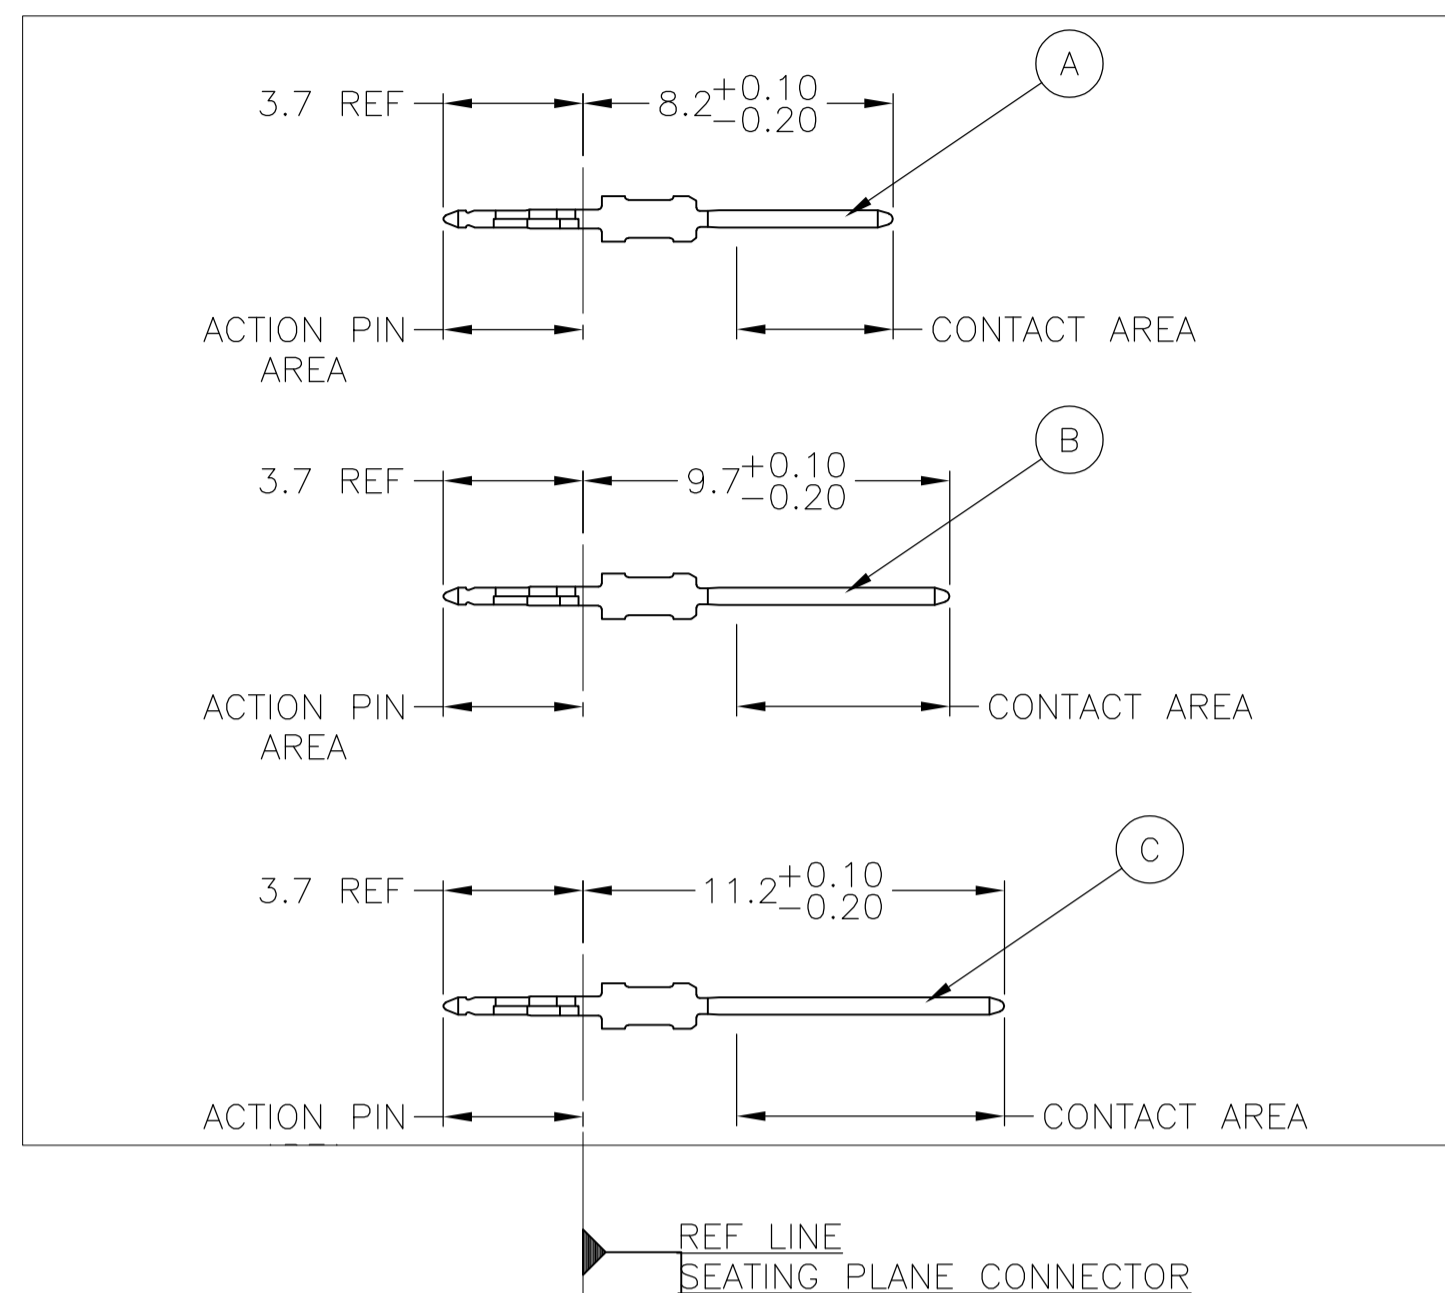 A
3.7 REF 8.2 +0.10 -0.20
ACTION PIN AREA
CONTACT AREA
B
3.7 REF 9.7 +0.10 -0.20
ACTION PIN AREA
CONTACT AREA
C
3.7 REF 11.2 +0.10 -0.20
ACTION PIN
CONTACT AREA
REF LINE
SEATING PLANE CONNECTOR